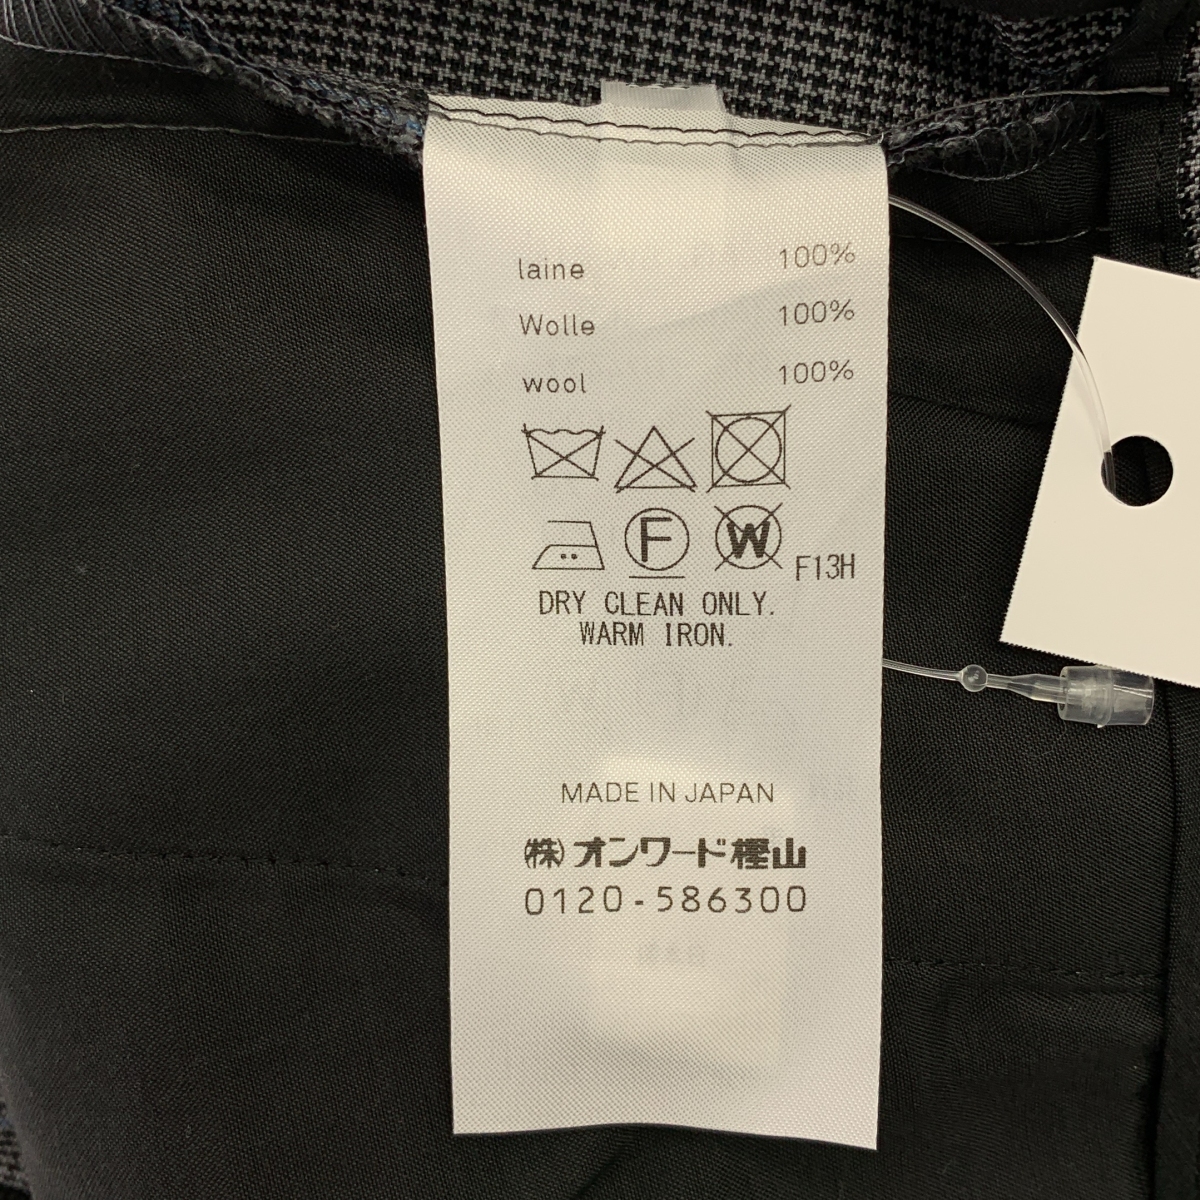 laine 100%
Wolle 100%
wool 100%
F W F13H
DRY CLEAN ONLY.
WARM IRON.
MADE IN JAPAN
㈱オンワード樫山
0120-586300